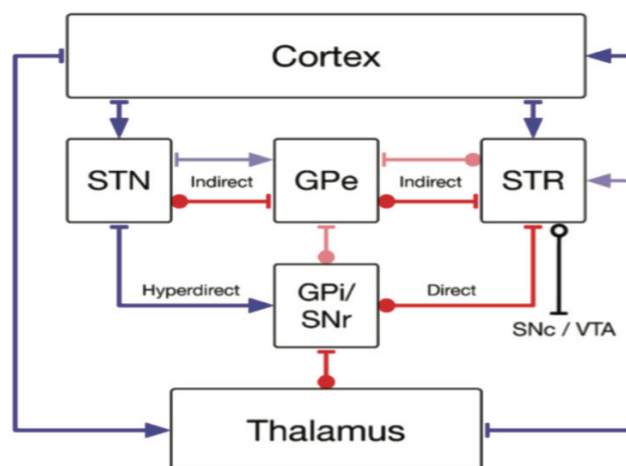 Cortex
STN
Indirect
GPe
Indirect
STR
Hyperdirect
GPi/
SNr
Direct
SNc / VTA
Thalamus